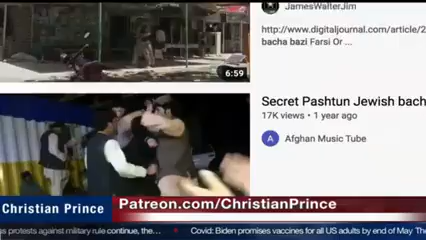 JamesWalterJim
http://www.digitaljournal.com/article/2
bacha bazi Farsi Or ...
6:59
Secret Pashtun Jewish bach
17K views • 1 year ago
A Afghan Music Tube
Christian Prince
Patreon.com/ChristianPrince
as protests against military rule continue, the...
Covid: Biden promises vaccines for all US adults by end of May The